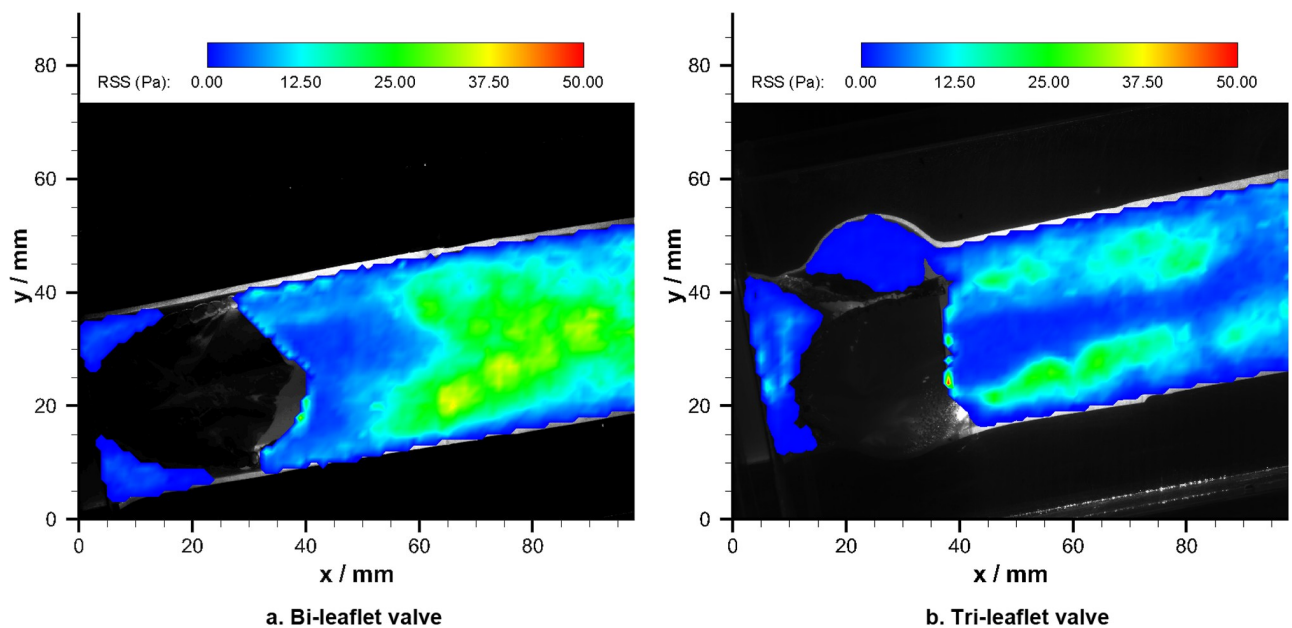 RSS (Pa): 0.00 12.50 25.00 37.50 50.00
80
60
40
20
0
y / mm
0 20 40 60 80
x / mm
a. Bi-leaflet valve
RSS (Pa): 0.00 12.50 25.00 37.50 50.00
80
60
40
20
0
y / mm
0 20 40 60 80
x / mm
b. Tri-leaflet valve